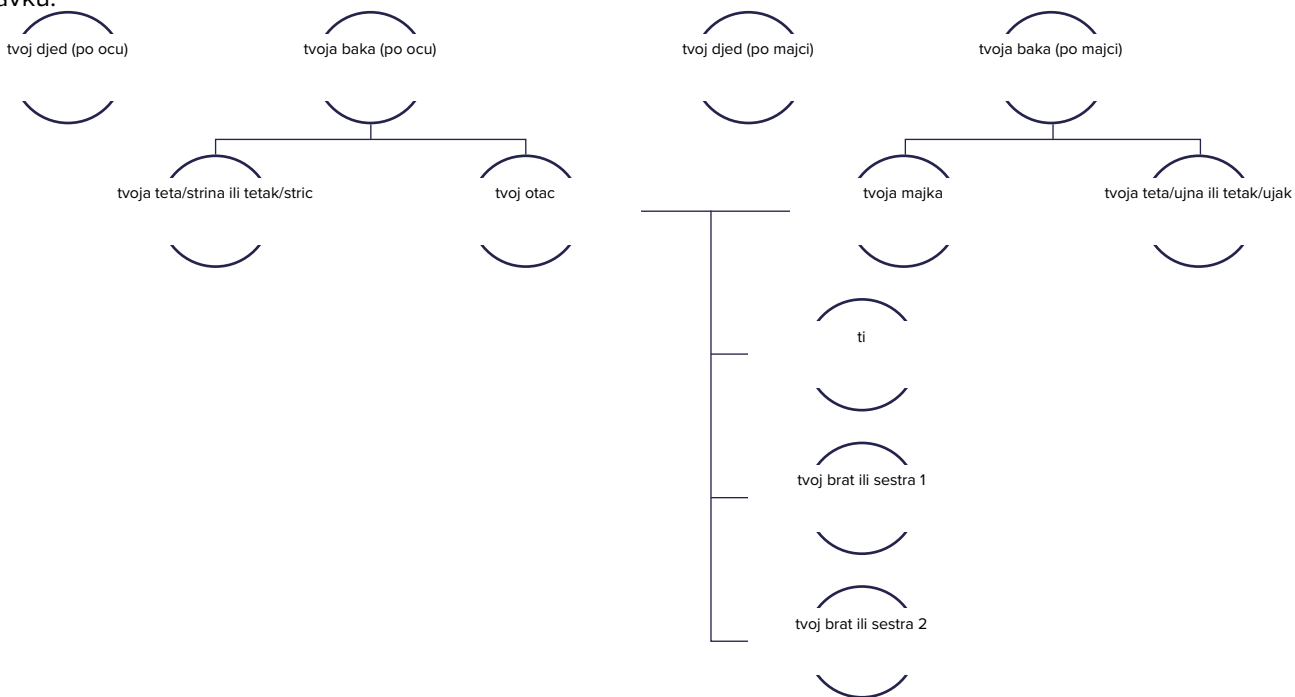 tvoj djed (po ocu)
tvoja baka (po ocu)
tvoj djed (po majci)
tvoja baka (po majci)
tvoja teta/strina ili tetak/stric
tvoj otac
tvoja majka
tvoja teta/ujna ili tetak/ujak
ti
tvoj brat ili sestra 1
tvoj brat ili sestra 2